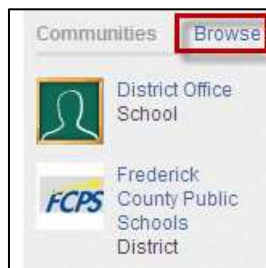 Communities Browse
District Office
School
FCPS
Frederick
County Public
Schools
District